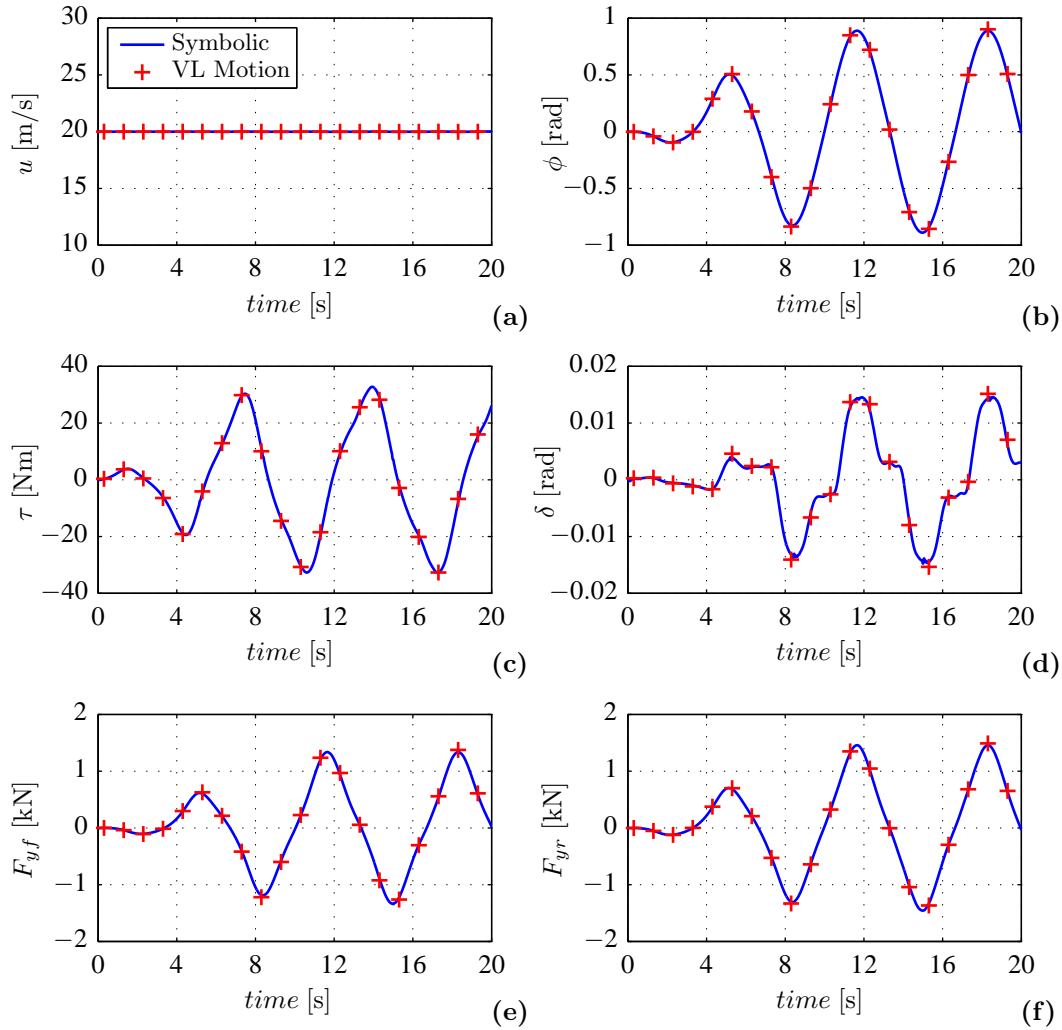 30
25
20
15
10
u [m/s]
Symbolic
VL Motion
0 4 8 12 16 20
time [s]
(a)
1
0.5
0
−0.5
−1
ϕ [rad]
0 4 8 12 16 20
time [s]
(b)
40
20
0
−20
−40
τ [Nm]
0 4 8 12 16 20
time [s]
(c)
0.02
0.01
0
−0.01
−0.02
δ [rad]
0 4 8 12 16 20
time [s]
(d)
2
1
0
−1
−2
F_{yf} [kN]
0 4 8 12 16 20
time [s]
(e)
2
1
0
−1
−2
F_{yr} [kN]
0 4 8 12 16 20
time [s]
(f)